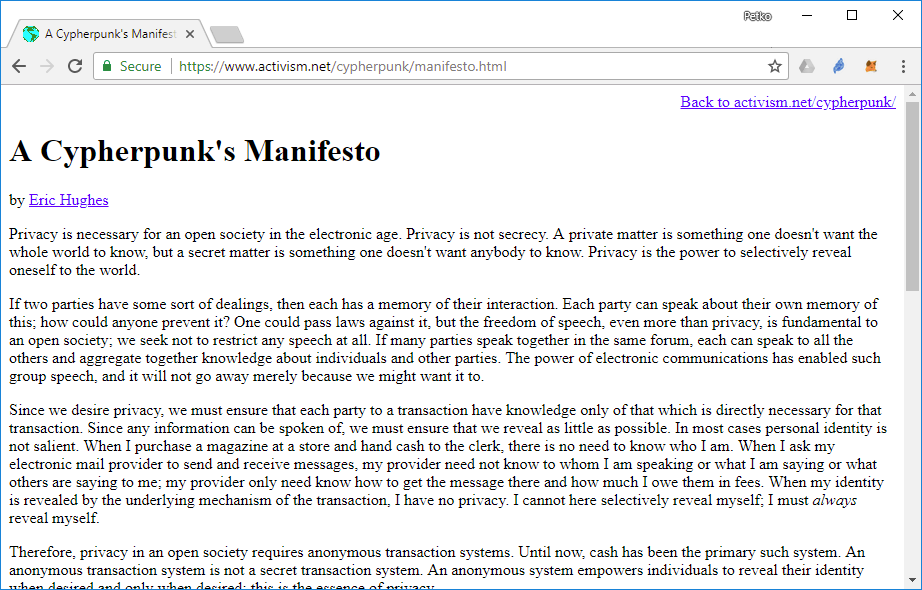 Petko
A Cypherpunk's Manifest
Secure
https://www.activism.net/cypherpunk/manifesto.html
Back to activism.net/cypherpunk/
A Cypherpunk's Manifesto
by Eric Hughes
Privacy is necessary for an open society in the electronic age. Privacy is not secrecy. A private matter is something one doesn't want the
whole world to know, but a secret matter is something one doesn't want anybody to know. Privacy is the power to selectively reveal
oneself to the world.
If two parties have some sort of dealings, then each has a memory of their interaction. Each party can speak about their own memory of
this; how could anyone prevent it? One could pass laws against it, but the freedom of speech, even more than privacy, is fundamental to
an open society; we seek not to restrict any speech at all. If many parties speak together in the same forum, each can speak to all the
others and aggregate together knowledge about individuals and other parties. The power of electronic communications has enabled such
group speech, and it will not go away merely because we might want it to.
Since we desire privacy, we must ensure that each party to a transaction have knowledge only of that which is directly necessary for that
transaction. Since any information can be spoken of, we must ensure that we reveal as little as possible. In most cases personal identity is
not salient. When I purchase a magazine at a store and hand cash to the clerk, there is no need to know who I am. When I ask my
electronic mail provider to send and receive messages, my provider need not know to whom I am speaking or what I am saying or what
others are saying to me; my provider only need know how to get the message there and how much I owe them in fees. When my identity
is revealed by the underlying mechanism of the transaction, I have no privacy. I cannot here selectively reveal myself; I must always
reveal myself.
Therefore, privacy in an open society requires anonymous transaction systems. Until now, cash has been the primary such system. An
anonymous transaction system is not a secret transaction system. An anonymous system empowers individuals to reveal their identity
when desired and only when desired; this is the essence of privacy.